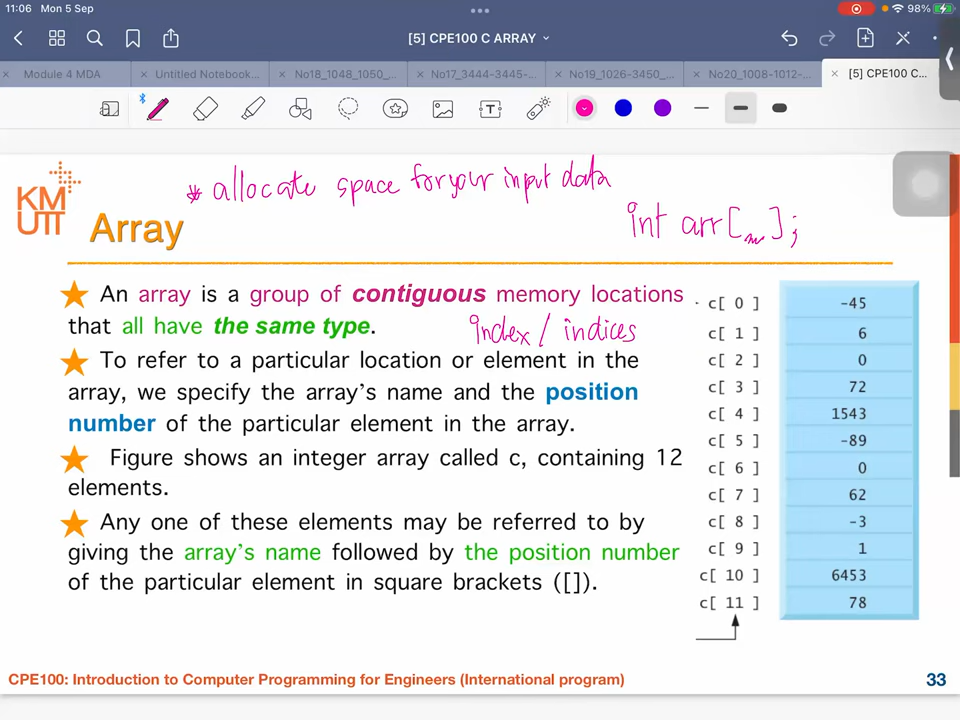 11:06 Mon 5 Sep
98%
[5] CPE100 C ARRAY
Module 4 MDA
Untitled Notebook...
No18_1048_1050_...
No17_3444-3445-...
No19_1026-3450_...
No20_1008-1012-...
[5] CPE100 C...
KM
UTT
* allocate space for your input data
Array
int arr[ ];
An array is a group of contiguous memory locations
that all have the same type.
index / indices
To refer to a particular location or element in the
array, we specify the array's name and the position
number of the particular element in the array.
Figure shows an integer array called c, containing 12
elements.
Any one of these elements may be referred to by
giving the array's name followed by the position number
of the particular element in square brackets ([]).
c[ 0 ] -45
c[ 1 ] 6
c[ 2 ] 0
c[ 3 ] 72
c[ 4 ] 1543
c[ 5 ] -89
c[ 6 ] 0
c[ 7 ] 62
c[ 8 ] -3
c[ 9 ] 1
c[ 10 ] 6453
c[ 11 ] 78
CPE100: Introduction to Computer Programming for Engineers (International program)
33